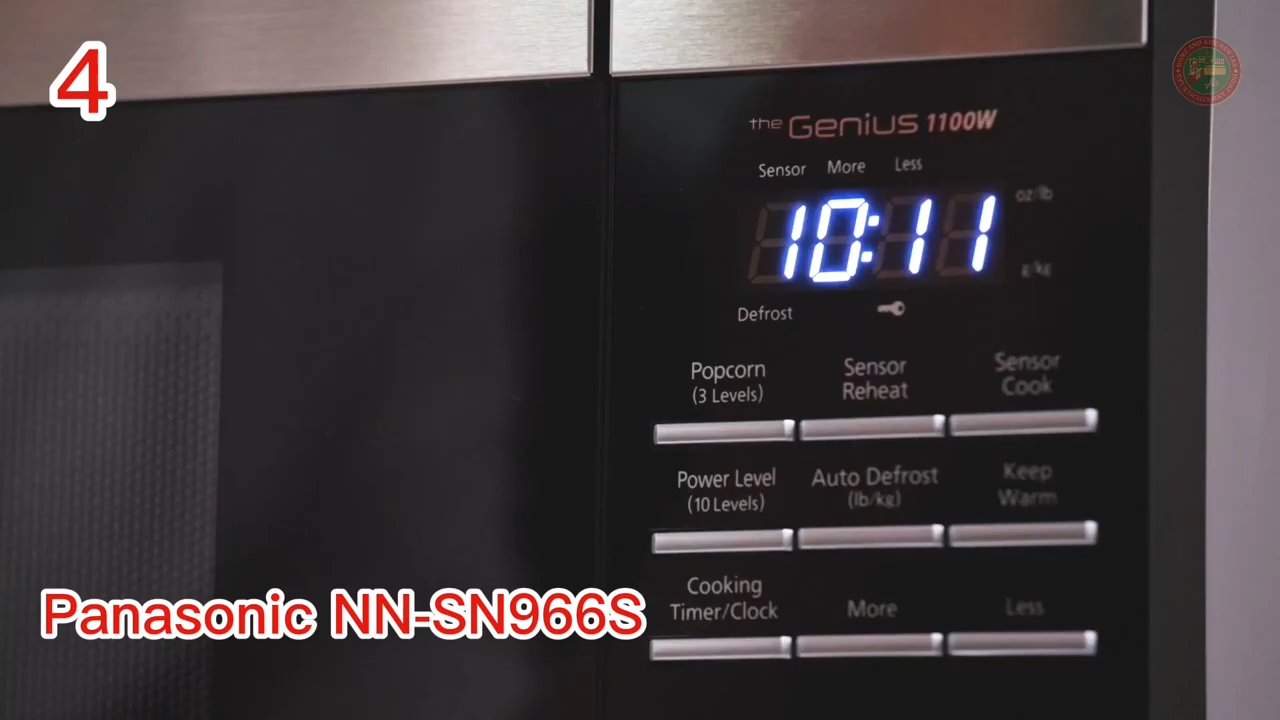 4
the Genius 1100W
Sensor More Less
10:11
oz/lb
g/kg
Defrost
Popcorn
(3 Levels)
Sensor
Reheat
Sensor
Cook
Power Level
(10 Levels)
Auto Defrost
(lb/kg)
Keep
Warm
Cooking
Timer/Clock
More
Less
Panasonic NN-SN966S